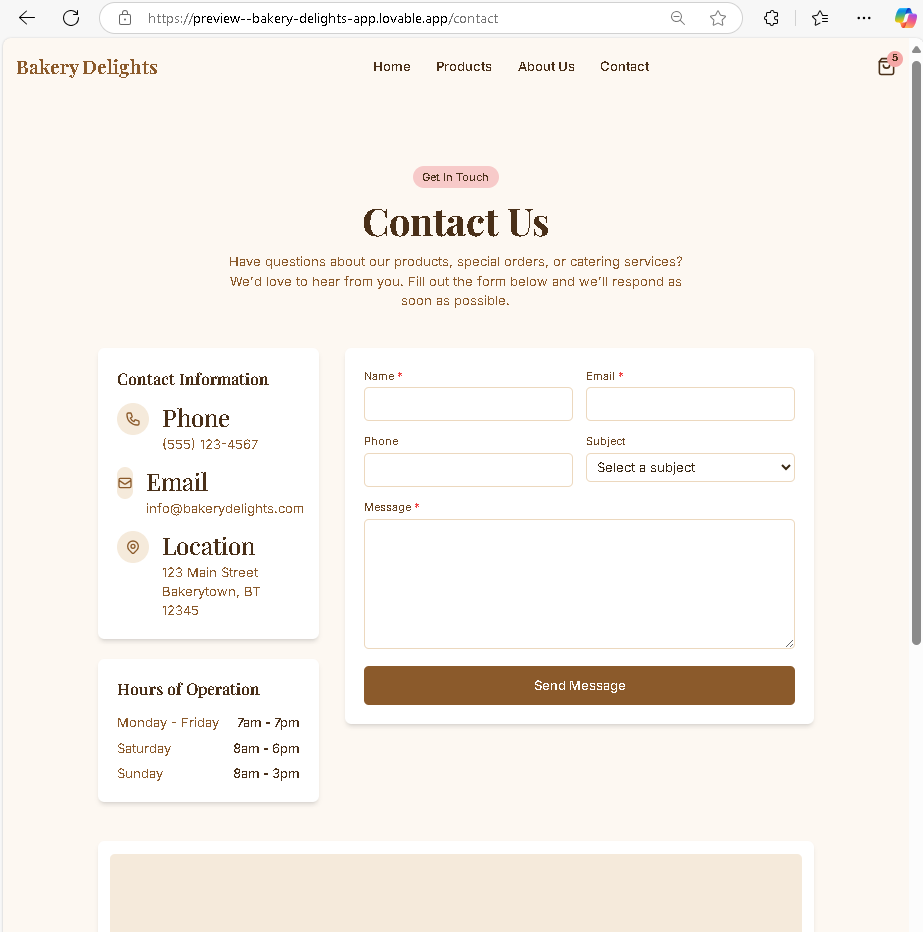 https://preview--bakery-delights-app.lovable.app/contact
Bakery Delights
Home Products About Us Contact
5
Get In Touch
Contact Us
Have questions about our products, special orders, or catering services?
We'd love to hear from you. Fill out the form below and we'll respond as
soon as possible.
Contact Information
Phone
(555) 123-4567
Email
info@bakerydelights.com
Location
123 Main Street
Bakerytown, BT
12345
Hours of Operation
Monday - Friday 7am - 7pm
Saturday 8am - 6pm
Sunday 8am - 3pm
Name *
Email *
Phone
Subject
Select a subject
Message *
Send Message